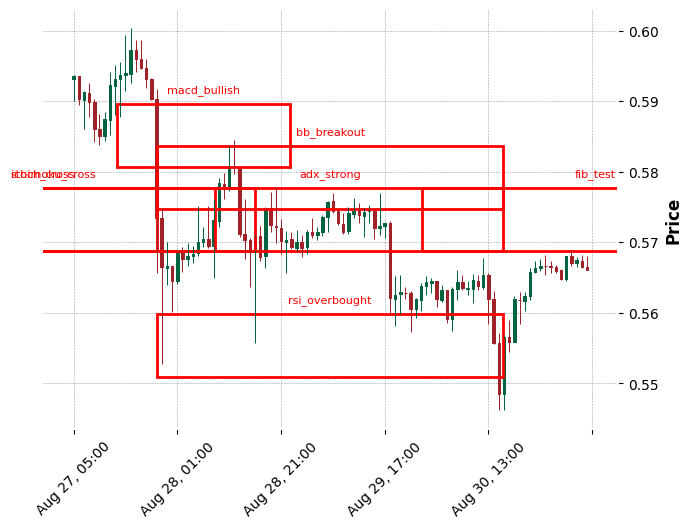 0.60
macd_bullish
0.59
bb_breakout
0.58
adx_strong
fib_test
Price
0.57
rsi_overbought
0.56
0.55
Aug 27, 05:00
Aug 28, 01:00
Aug 28, 21:00
Aug 29, 17:00
Aug 30, 13:00